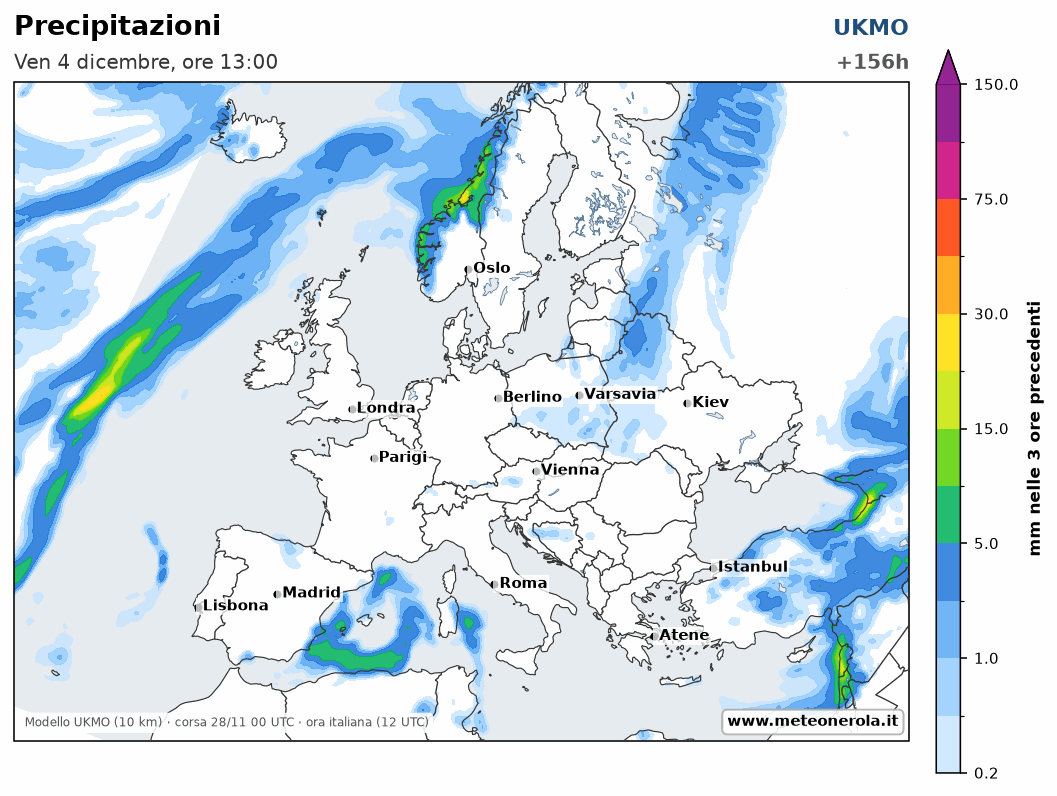 Precipitazioni
UKMO
Ven 4 dicembre, ore 13:00
+156h
150.0
75.0
30.0
15.0
5.0
1.0
0.2
mm nelle 3 ore precedenti
Oslo
Berlino
Varsavia
Kiev
Londra
Parigi
Vienna
Istanbul
Roma
Madrid
Lisbona
Atene
Modello UKMO (10 km) · corsa 28/11 00 UTC · ora italiana (12 UTC)
www.meteonerola.it